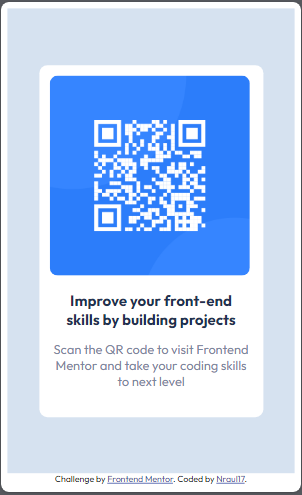 Improve your front-end
skills by building projects
Scan the QR code to visit Frontend
Mentor and take your coding skills
to next level
Challenge by Frontend Mentor. Coded by Nraul17.